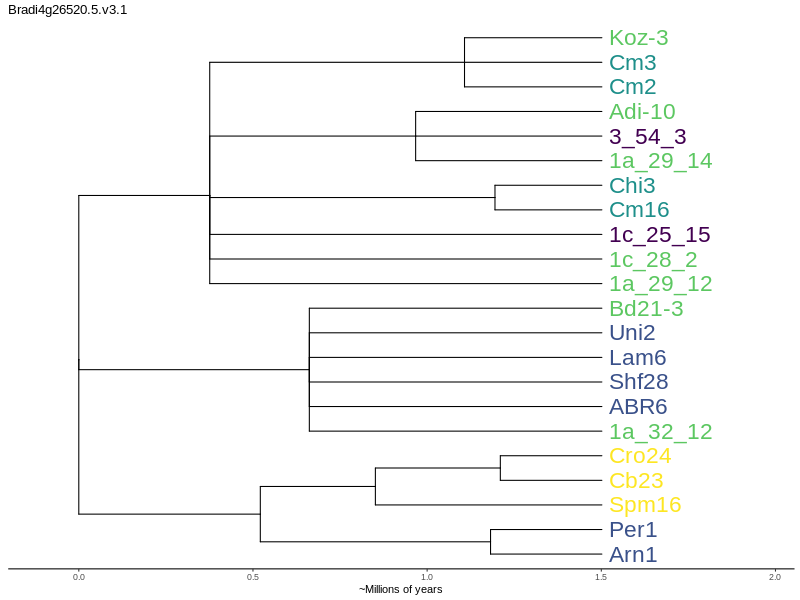 Bradi4g26520.5.v3.1
Koz-3
Cm3
Cm2
Adi-10
3_54_3
1a_29_14
Chi3
Cm16
1c_25_15
1c_28_2
1a_29_12
Bd21-3
Uni2
Lam6
Shf28
ABR6
1a_32_12
Cro24
Cb23
Spm16
Per1
Arn1
0.0 0.5 1.0 1.5 2.0
~Millions of years